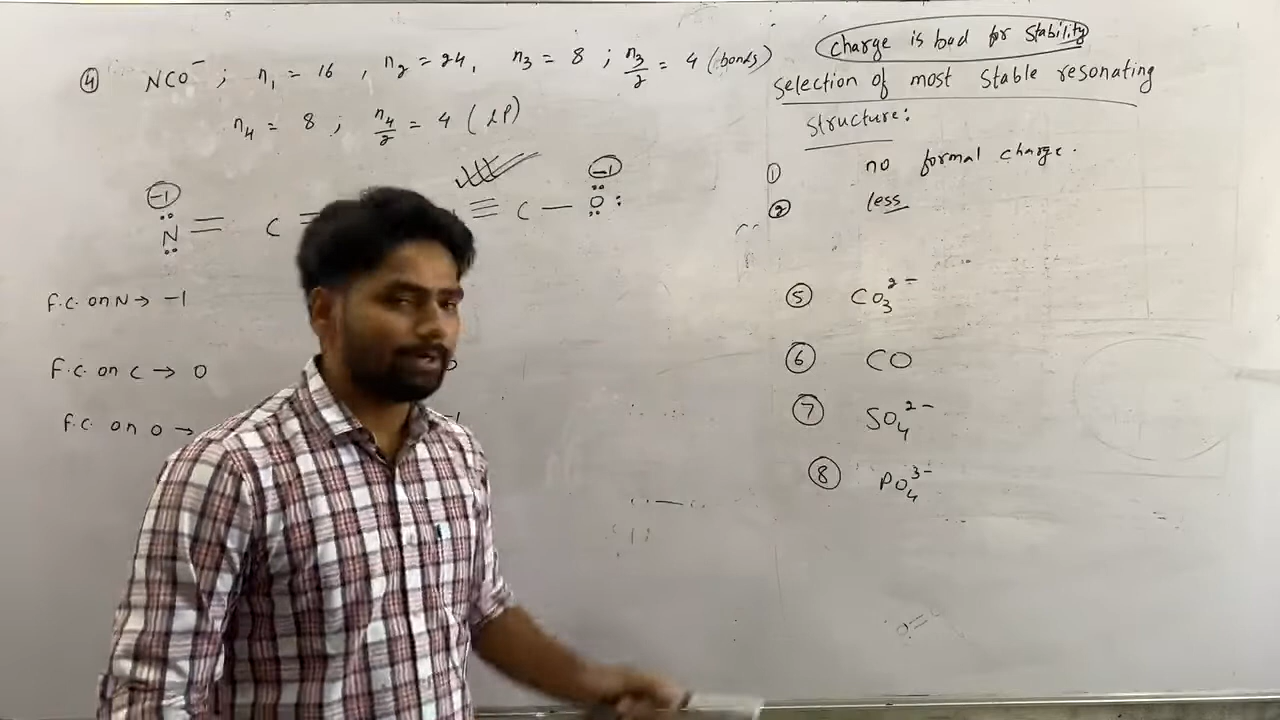 ④ NCO⁻ ; n₁ = 16 , n₂ = 24, n₃ = 8 ; n₃/2 = 4 (bonds)
n₄ = 8 ; n₄/2 = 4 (LP)
-1
N = C =
≡ C — O
-1
f.C. on N → -1
f.C. on C → 0
f.C. on O →
charge is bad for stability
selection of most stable resonating
structure:
① no formal charge.
② less
⑤ CO₃²⁻
⑥ CO
⑦ SO₄²⁻
⑧ PO₄³⁻